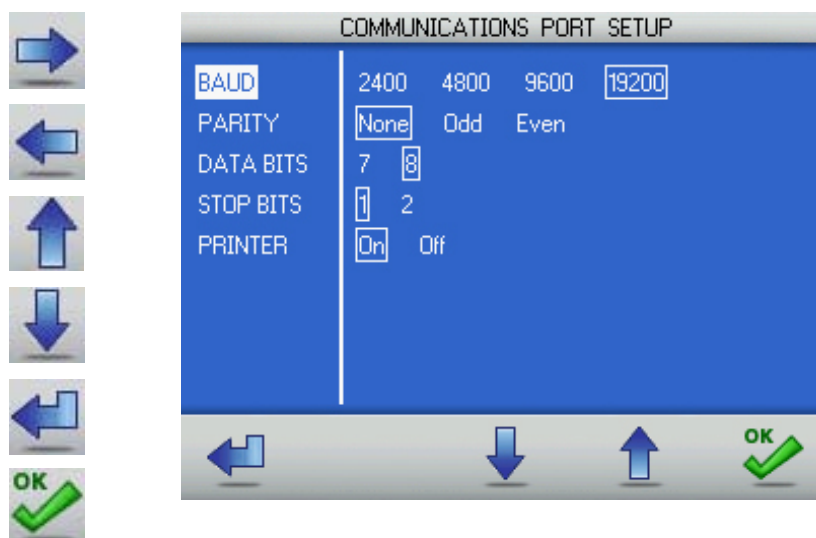 COMMUNICATIONS PORT SETUP
BAUD 2400 4800 9600 19200
PARITY None Odd Even
DATA BITS 7 8
STOP BITS 1 2
PRINTER On Off
OK
OK